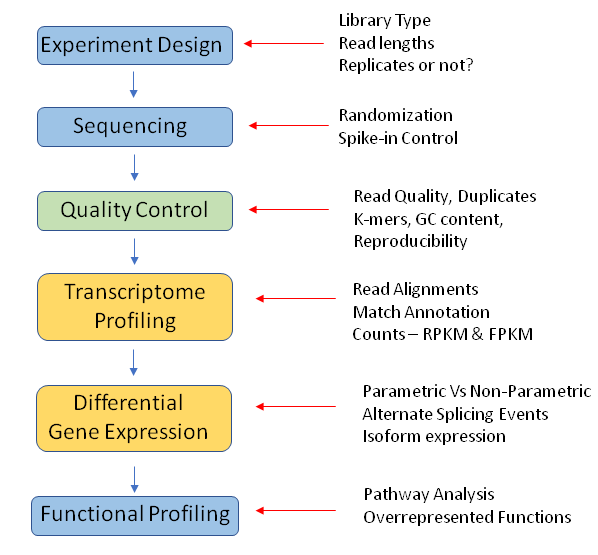 Experiment Design
Library Type
Read lengths
Replicates or not?
Sequencing
Randomization
Spike-in Control
Quality Control
Read Quality, Duplicates
K-mers, GC content,
Reproducibility
Transcriptome
Profiling
Read Alignments
Match Annotation
Counts – RPKM & FPKM
Differential
Gene Expression
Parametric Vs Non-Parametric
Alternate Splicing Events
Isoform expression
Functional Profiling
Pathway Analysis
Overrepresented Functions